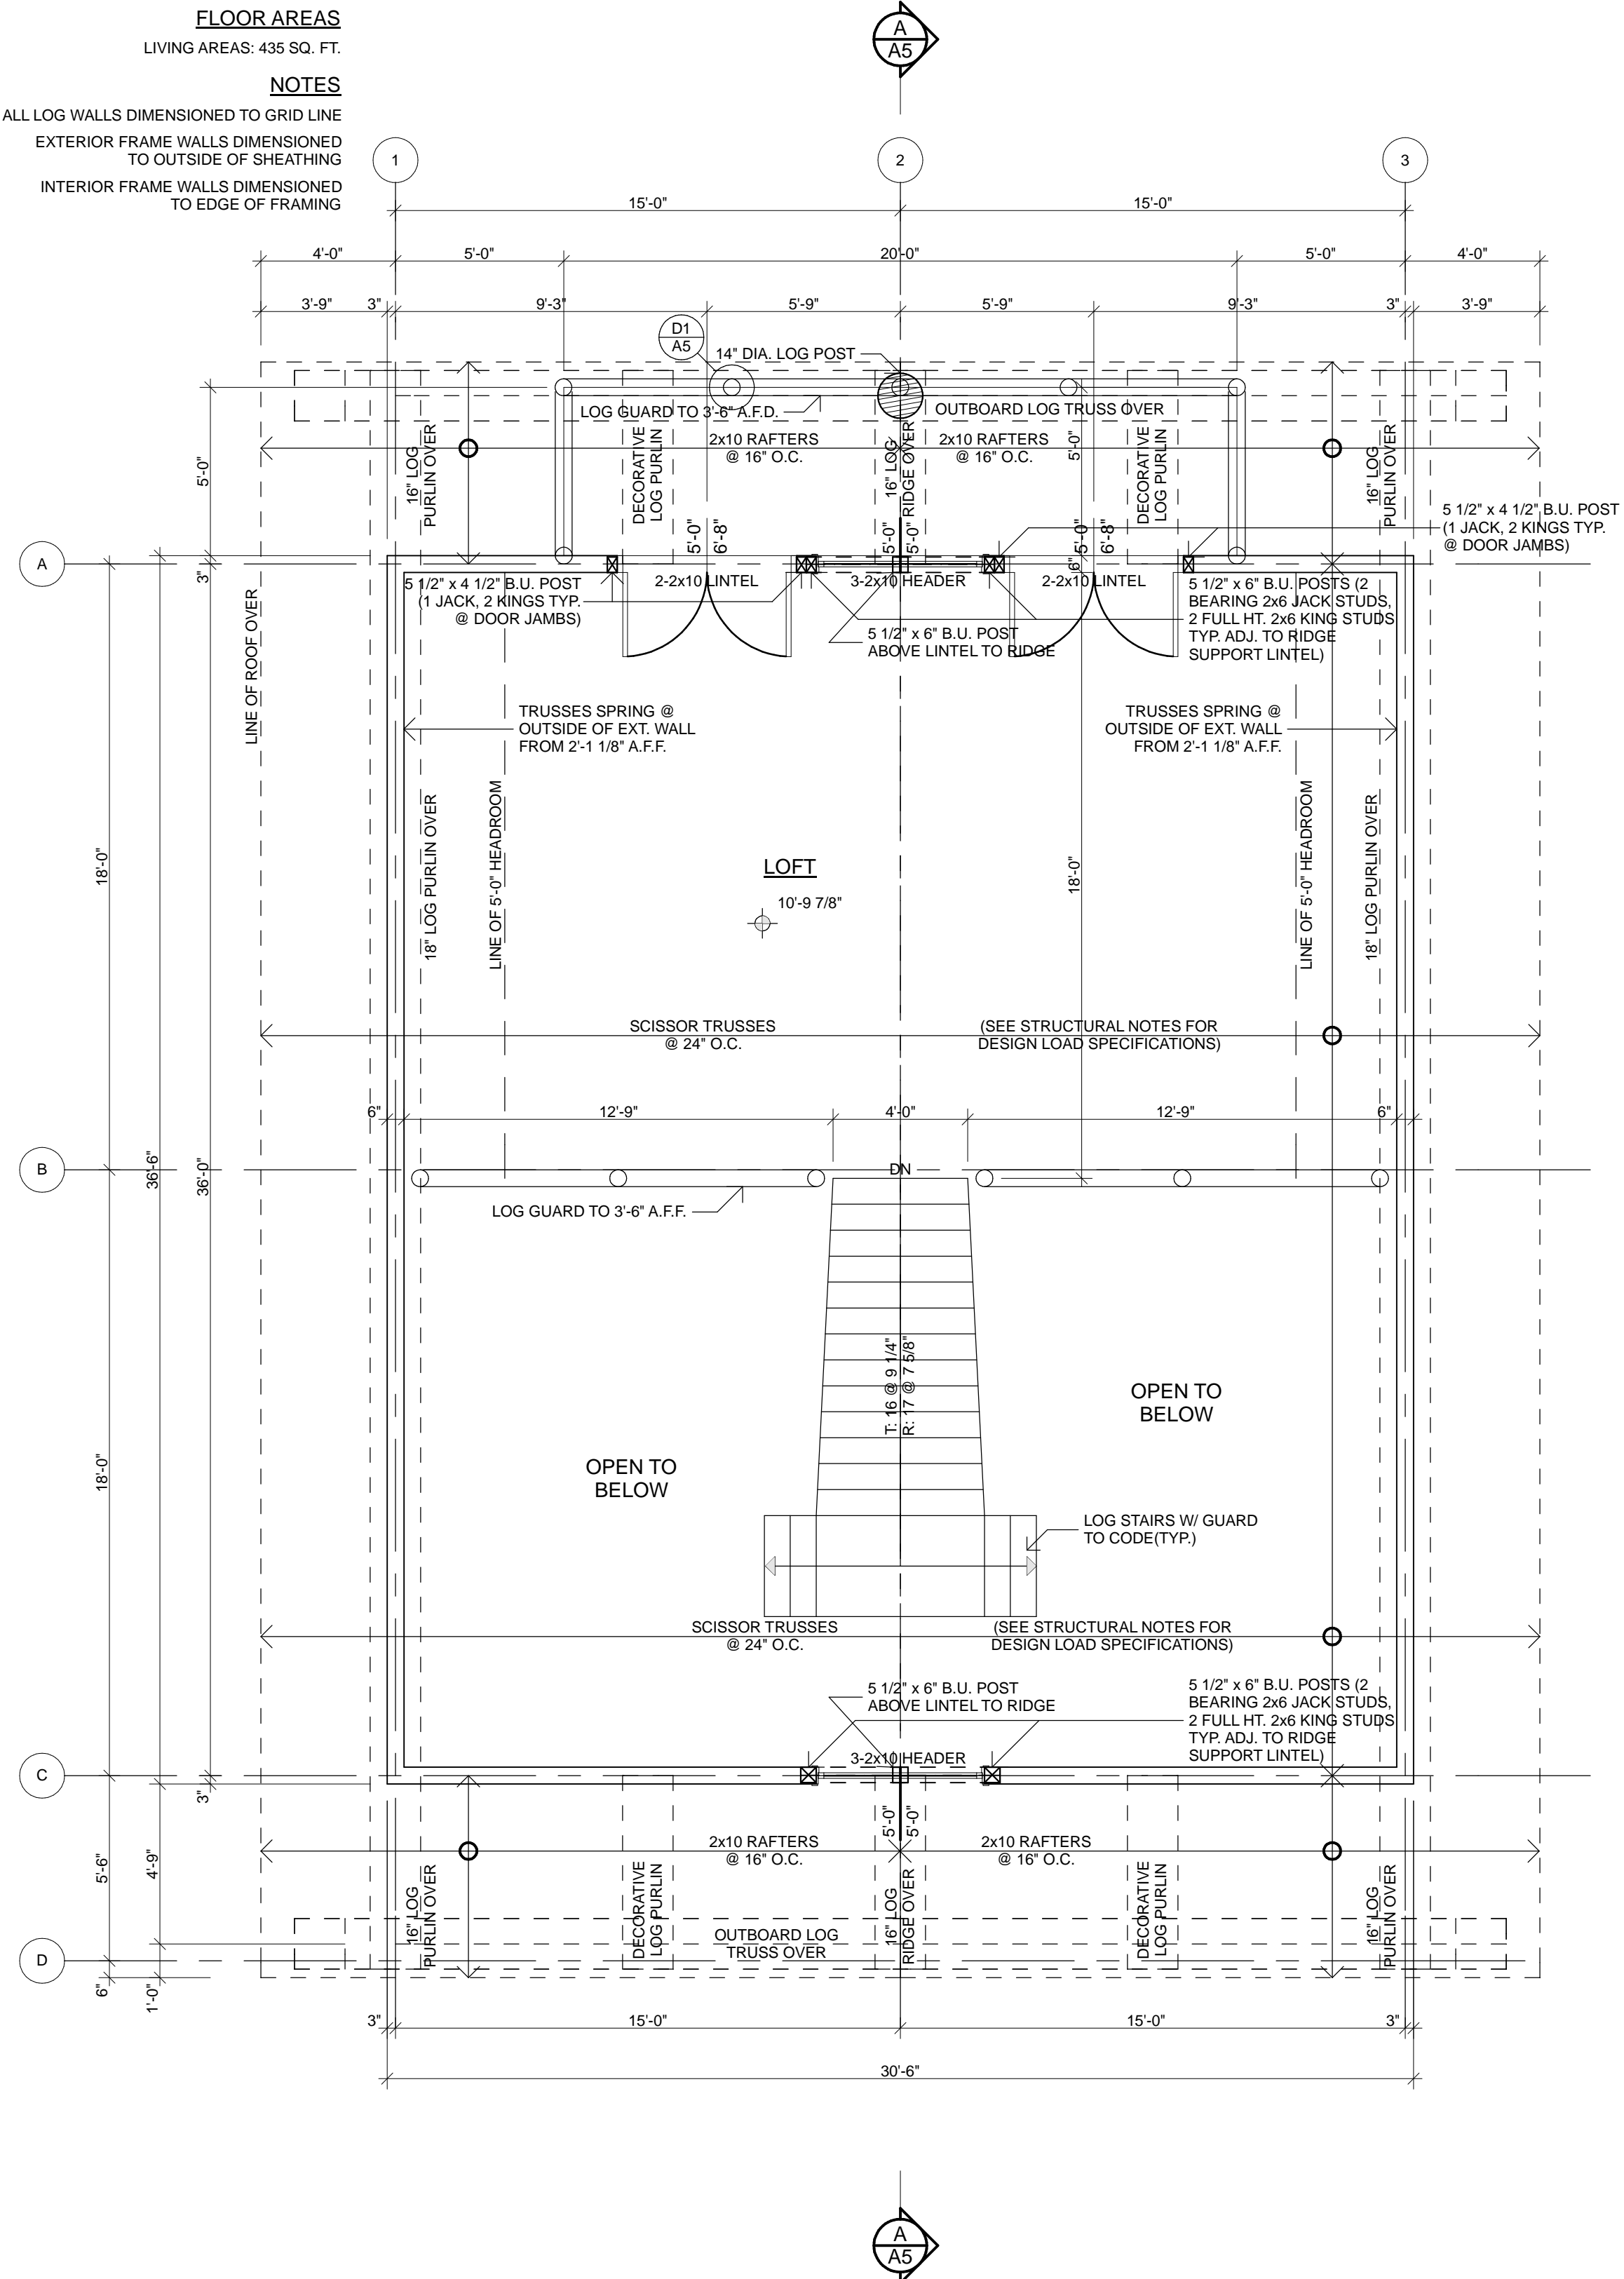 FLOOR AREAS
LIVING AREAS: 435 SQ. FT.
NOTES
ALL LOG WALLS DIMENSIONED TO GRID LINE
EXTERIOR FRAME WALLS DIMENSIONED
TO OUTSIDE OF SHEATHING
INTERIOR FRAME WALLS DIMENSIONED
TO EDGE OF FRAMING
A
A5
1
2
3
15'-0"
15'-0"
4'-0"
5'-0"
20'-0"
5'-0"
4'-0"
3'-9"
3"
9'-3"
5'-9"
5'-9"
9'-3"
3"
3'-9"
D1
A5
14" DIA. LOG POST
LOG GUARD TO 3'-6" A.F.D.
OUTBOARD LOG TRUSS OVER
2x10 RAFTERS
@ 16" O.C.
2x10 RAFTERS
@ 16" O.C.
16" LOG
PURLIN OVER
DECORATIVE
LOG PURLIN
16" LOG
RIDGE OVER
5'-0"
DECORATIVE
LOG PURLIN
16" LOG
PURLIN OVER
5'-0"
5'-0"
6'-8"
5'-0"
5'-0"
6"
5'-0"
6'-8"
5 1/2" x 4 1/2" B.U. POST
(1 JACK, 2 KINGS TYP.
@ DOOR JAMBS)
A
3"
5 1/2" x 4 1/2" B.U. POST
(1 JACK, 2 KINGS TYP.
@ DOOR JAMBS)
2-2x10 LINTEL
3-2x10 HEADER
2-2x10 LINTEL
5 1/2" x 6" B.U. POSTS (2
BEARING 2x6 JACK STUDS,
2 FULL HT. 2x6 KING STUDS
TYP. ADJ. TO RIDGE
SUPPORT LINTEL)
5 1/2" x 6" B.U. POST
ABOVE LINTEL TO RIDGE
LINE OF ROOF OVER
TRUSSES SPRING @
OUTSIDE OF EXT. WALL
FROM 2'-1 1/8" A.F.F.
TRUSSES SPRING @
OUTSIDE OF EXT. WALL
FROM 2'-1 1/8" A.F.F.
18'-0"
18" LOG PURLIN OVER
LINE OF 5'-0" HEADROOM
LOFT
10'-9 7/8"
18'-0"
LINE OF 5'-0" HEADROOM
18" LOG PURLIN OVER
SCISSOR TRUSSES
@ 24" O.C.
(SEE STRUCTURAL NOTES FOR
DESIGN LOAD SPECIFICATIONS)
6"
12'-9"
4'-0"
12'-9"
6"
B
36'-6"
36'-0"
DN
LOG GUARD TO 3'-6" A.F.F.
T: 16 @ 9 1/4"
R: 17 @ 7 5/8"
OPEN TO
BELOW
OPEN TO
BELOW
18'-0"
LOG STAIRS W/ GUARD
TO CODE(TYP.)
SCISSOR TRUSSES
@ 24" O.C.
(SEE STRUCTURAL NOTES FOR
DESIGN LOAD SPECIFICATIONS)
5 1/2" x 6" B.U. POST
ABOVE LINTEL TO RIDGE
5 1/2" x 6" B.U. POSTS (2
BEARING 2x6 JACK STUDS,
2 FULL HT. 2x6 KING STUDS
TYP. ADJ. TO RIDGE
SUPPORT LINTEL)
3-2x10 HEADER
C
3"
5'-0"
5'-0"
5'-6"
4'-9"
2x10 RAFTERS
@ 16" O.C.
2x10 RAFTERS
@ 16" O.C.
16" LOG
PURLIN OVER
DECORATIVE
LOG PURLIN
16" LOG
RIDGE OVER
DECORATIVE
LOG PURLIN
16" LOG
PURLIN OVER
OUTBOARD LOG
TRUSS OVER
D
6"
1'-0"
3"
15'-0"
15'-0"
3"
30'-6"
A
A5